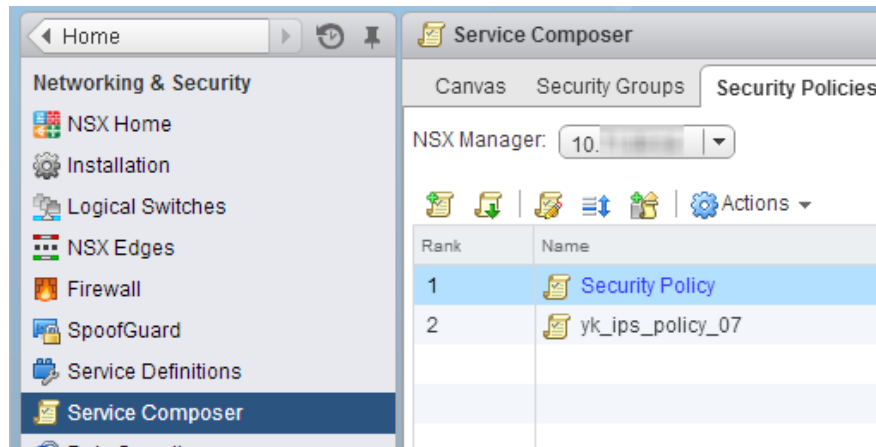 Home
Networking & Security
NSX Home
Installation
Logical Switches
NSX Edges
Firewall
SpoofGuard
Service Definitions
Service Composer
Service Composer
Canvas Security Groups Security Policies
NSX Manager: 10.
Actions
Rank Name
1 Security Policy
2 yk_ips_policy_07